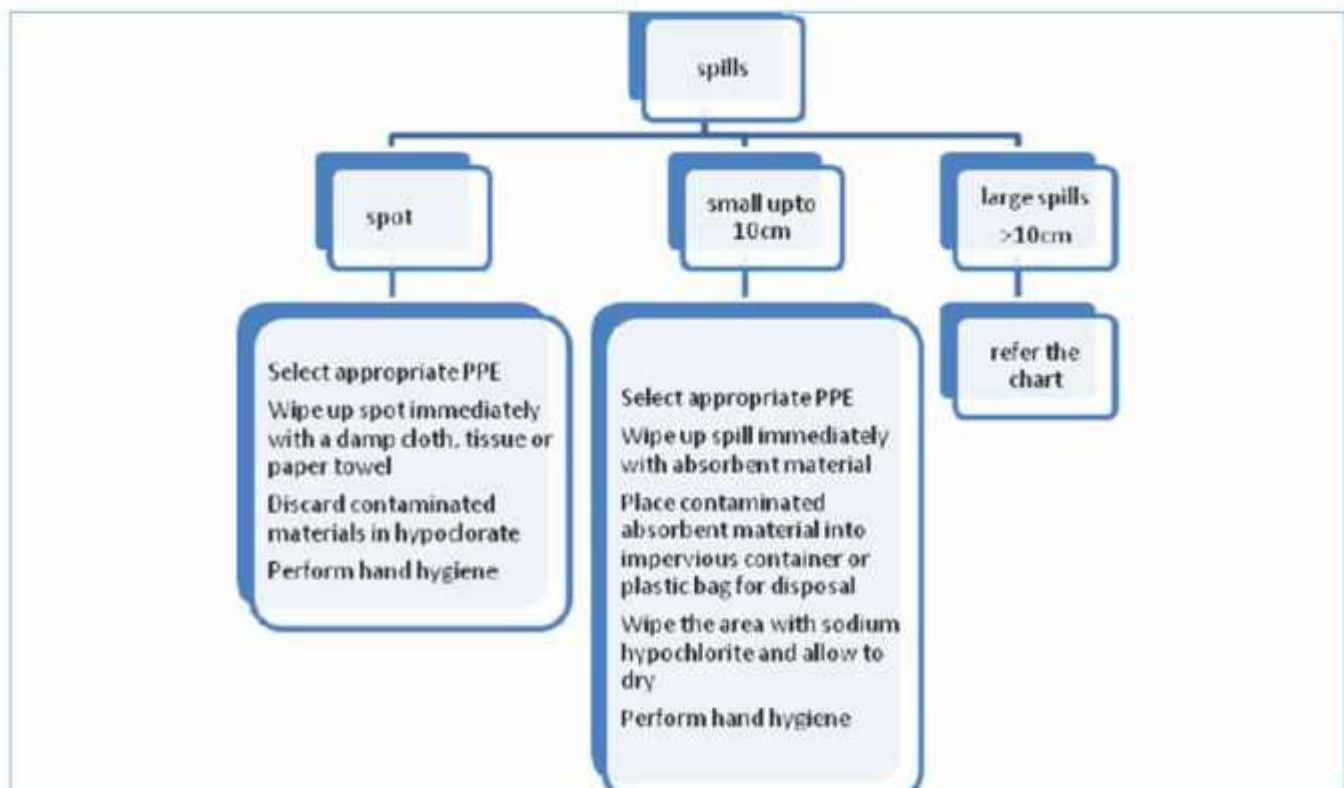 spills
spot
small upto
10cm
large spills
>10cm
Select appropriate PPE
Wipe up spot immediately
with a damp cloth, tissue or
paper towel
Discard contaminated
materials in hypoclorate
Perform hand hygiene
Select appropriate PPE
Wipe up spill immediately
with absorbent material
Place contaminated
absorbent material into
impervious container or
plastic bag for disposal
Wipe the area with sodium
hypochlorite and allow to
dry
Perform hand hygiene
refer the
chart